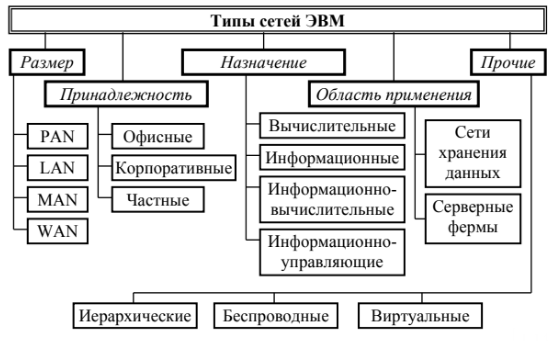 Типы сетей ЭВМ
Размер
Назначение
Прочие
Принадлежность
Область применения
PAN
LAN
MAN
WAN
Офисные
Корпоративные
Частные
Вычислительные
Информационные
Информационно-
вычислительные
Информационно-
управляющие
Сети
хранения
данных
Серверные
фермы
Иерархические
Беспроводные
Виртуальные